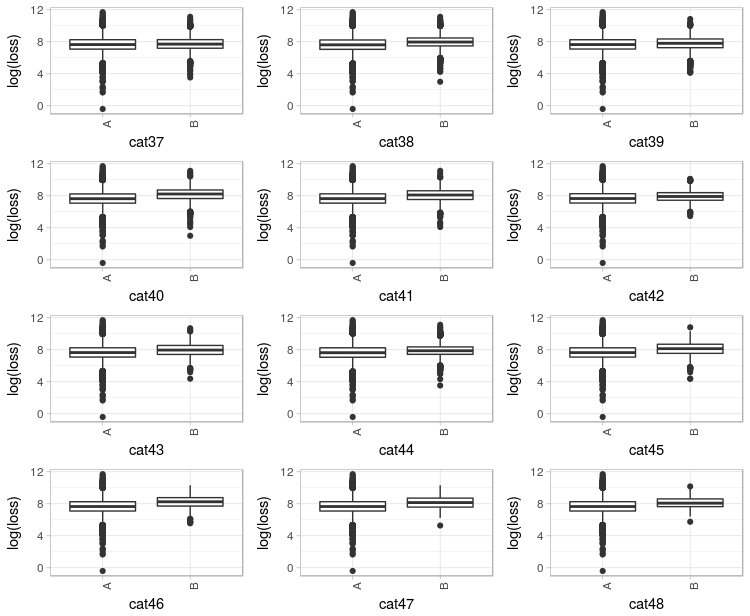 log(loss) 12 8 4 0 A B cat37
log(loss) 12 8 4 0 A B cat38
log(loss) 12 8 4 0 A B cat39
log(loss) 12 8 4 0 A B cat40
log(loss) 12 8 4 0 A B cat41
log(loss) 12 8 4 0 A B cat42
log(loss) 12 8 4 0 A B cat43
log(loss) 12 8 4 0 A B cat44
log(loss) 12 8 4 0 A B cat45
log(loss) 12 8 4 0 A B cat46
log(loss) 12 8 4 0 A B cat47
log(loss) 12 8 4 0 A B cat48